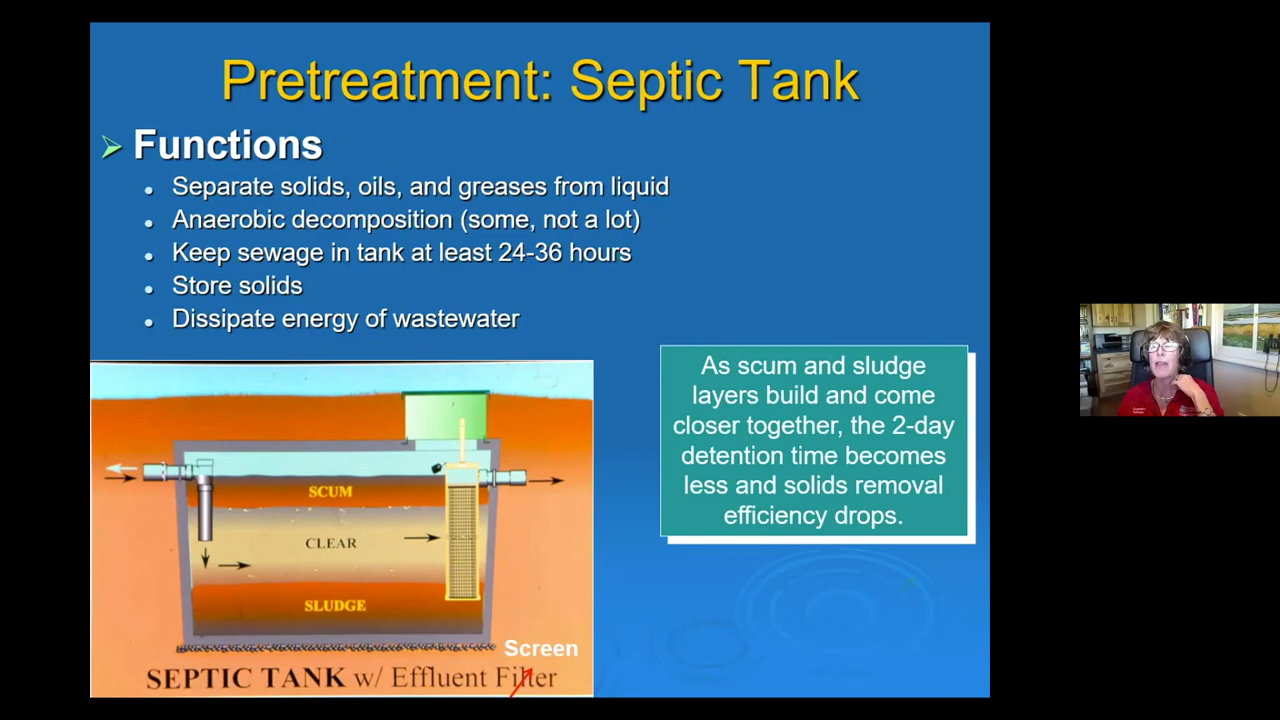 Pretreatment: Septic Tank
Functions
Separate solids, oils, and greases from liquid
Anaerobic decomposition (some, not a lot)
Keep sewage in tank at least 24-36 hours
Store solids
Dissipate energy of wastewater
As scum and sludge
layers build and come
closer together, the 2-day
detention time becomes
less and solids removal
efficiency drops.
SCUM
CLEAR
SLUDGE
Screen
SEPTIC TANK w/ Effluent Filter